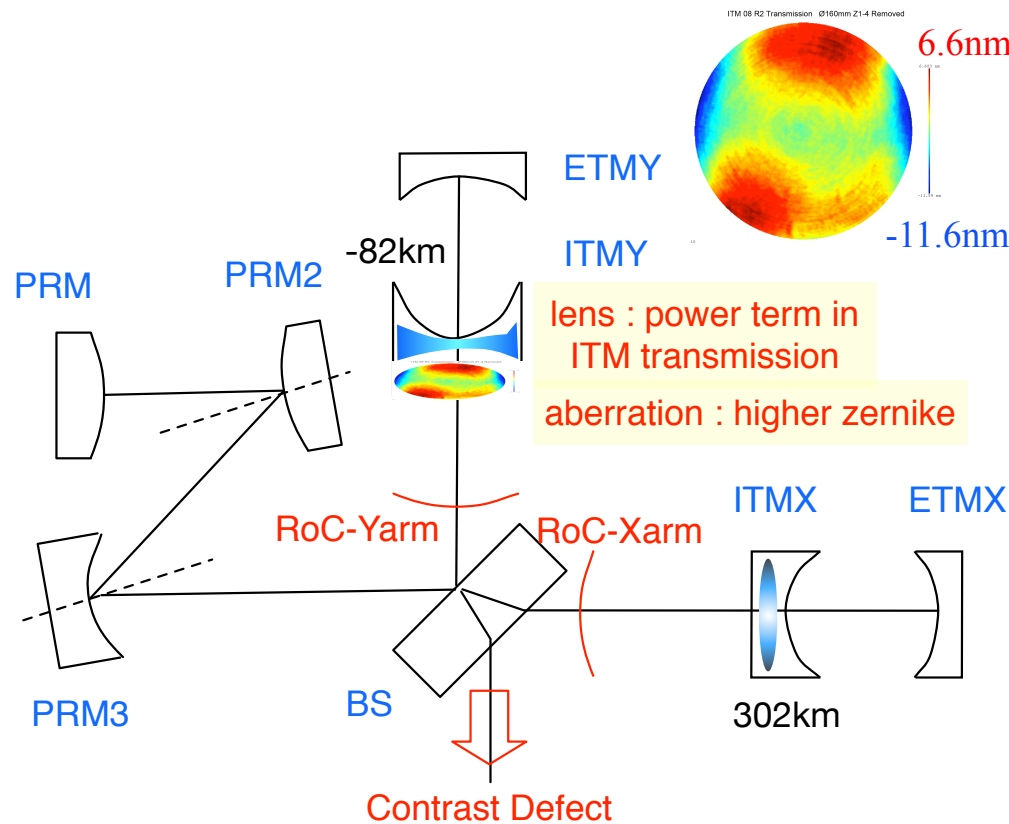 ITM 08 R2 Transmission Ø160mm Z1-4 Removed
6.6nm
-11.6nm
ETMY
-82km
ITMY
PRM
PRM2
lens : power term in
ITM transmission
aberration : higher zernike
ITMX
ETMX
RoC-Yarm
RoC-Xarm
PRM3
BS
302km
Contrast Defect